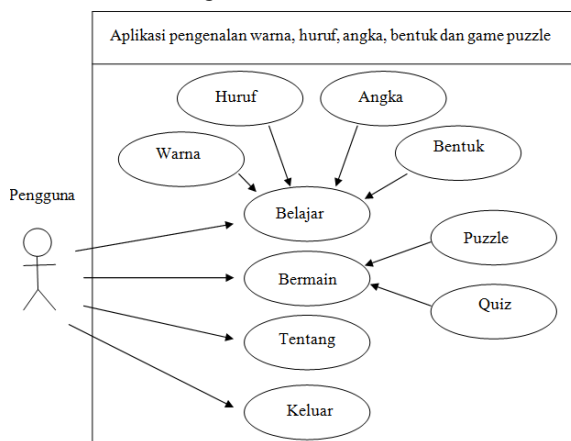 Aplikasi pengenalan warna, huruf, angka, bentuk dan game puzzle
Huruf
Angka
Warna
Bentuk
Pengguna
Belajar
Puzzle
Bermain
Quiz
Tentang
Keluar